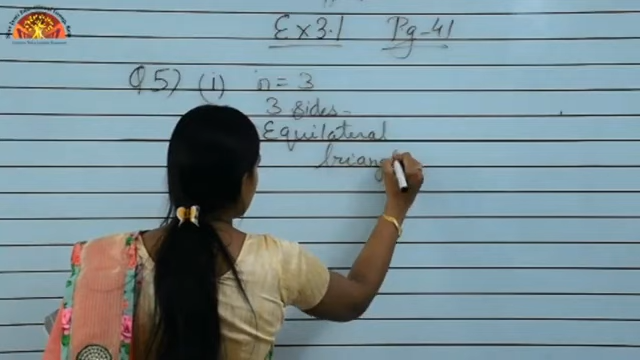 Ex 3.1 Pg-41
Q5) (i) n = 3
3 sides -
Equilateral
triang